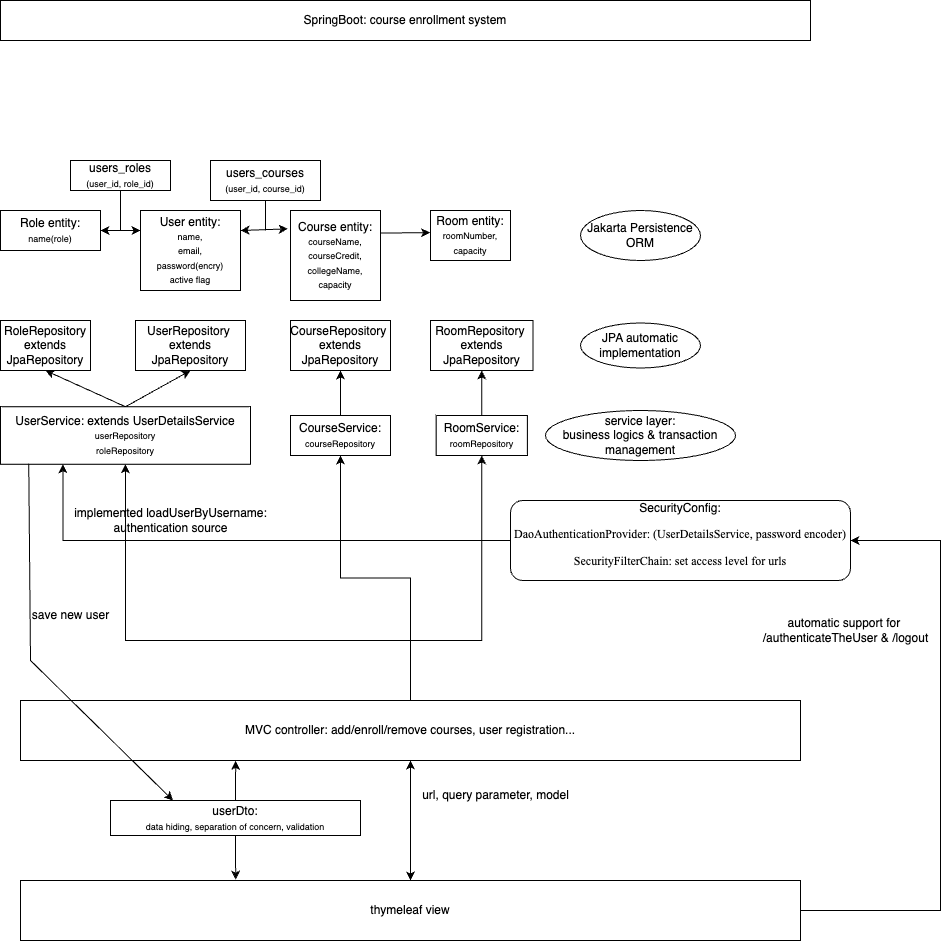 SpringBoot: course enrollment system
users_roles
(user_id, role_id)
users_courses
(user_id, course_id)
Role entity:
name(role)
User entity:
name,
email,
password(encry)
active flag
Course entity:
courseName,
courseCredit,
collegeName,
capacity
Room entity:
roomNumber,
capacity
Jakarta Persistence
ORM
RoleRepository
extends
JpaRepository
UserRepository
extends
JpaRepository
CourseRepository
extends
JpaRepository
RoomRepository
extends
JpaRepository
JPA automatic
implementation
UserService: extends UserDetailsService
userRepository
roleRepository
CourseService:
courseRepository
RoomService:
roomRepository
service layer:
business logics & transaction
management
implemented loadUserByUsername:
authentication source
SecurityConfig:
DaoAuthenticationProvider: (UserDetailsService, password encoder)
SecurityFilterChain: set access level for urls
save new user
automatic support for
/authenticateTheUser & /logout
MVC controller: add/enroll/remove courses, user registration...
url, query parameter, model
userDto:
data hiding, separation of concern, validation
thymeleaf view